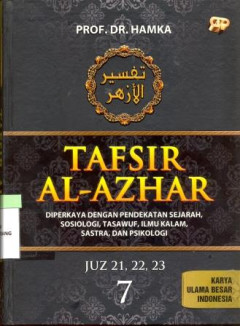 PROF. DR. HAMKA
تفسير
الأزهر
TAFSIR
AL-AZHAR
DIPERKAYA DENGAN PENDEKATAN SEJARAH,
SOSIOLOGI, TASAWUF, ILMU KALAM,
SASTRA, DAN PSIKOLOGI
JUZ 21, 22, 23
7
KARYA
ULAMA BESAR
INDONESIA